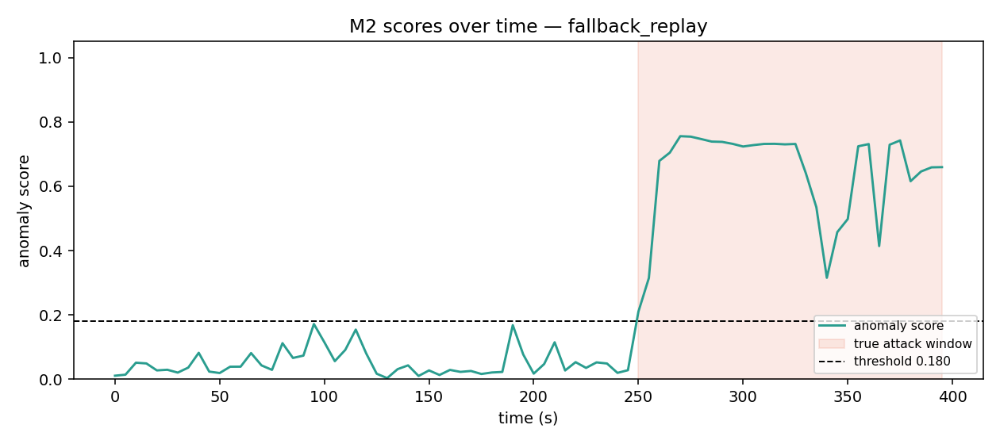 M2 scores over time — fallback_replay
anomaly score
1.0
0.8
0.6
0.4
0.2
0.0
0 50 100 150 200 250 300 350 400
time (s)
anomaly score
true attack window
threshold 0.180